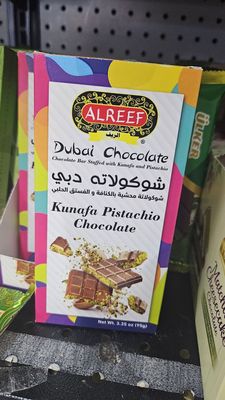 ALREEF
الريف
®
Dubai Chocolate
Chocolate Bar Stuffed with Kunafa and Pistachio
شوكولاته دبي
شوكولاتة محشية بالكنافة و الفستق الحلبي
Kunafa Pistachio
Chocolate
Net Wt. 3.35 oz (95g)